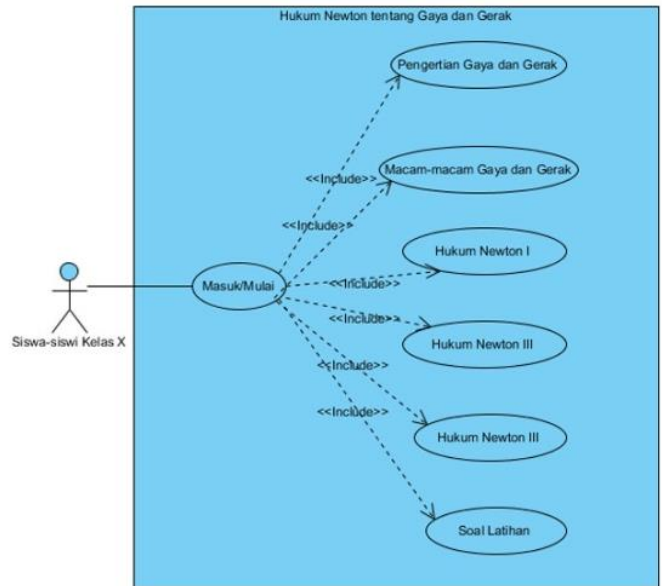 Hukum Newton tentang Gaya dan Gerak
Pengertian Gaya dan Gerak
<<Include>>
Macam-macam Gaya dan Gerak
<<Include>>
Hukum Newton I
Masuk/Mulai
<<Include>>
Siswa-siswi Kelas X
<<Include>>
Hukum Newton III
<<Include>>
<<Include>>
Hukum Newton III
Soal Latihan